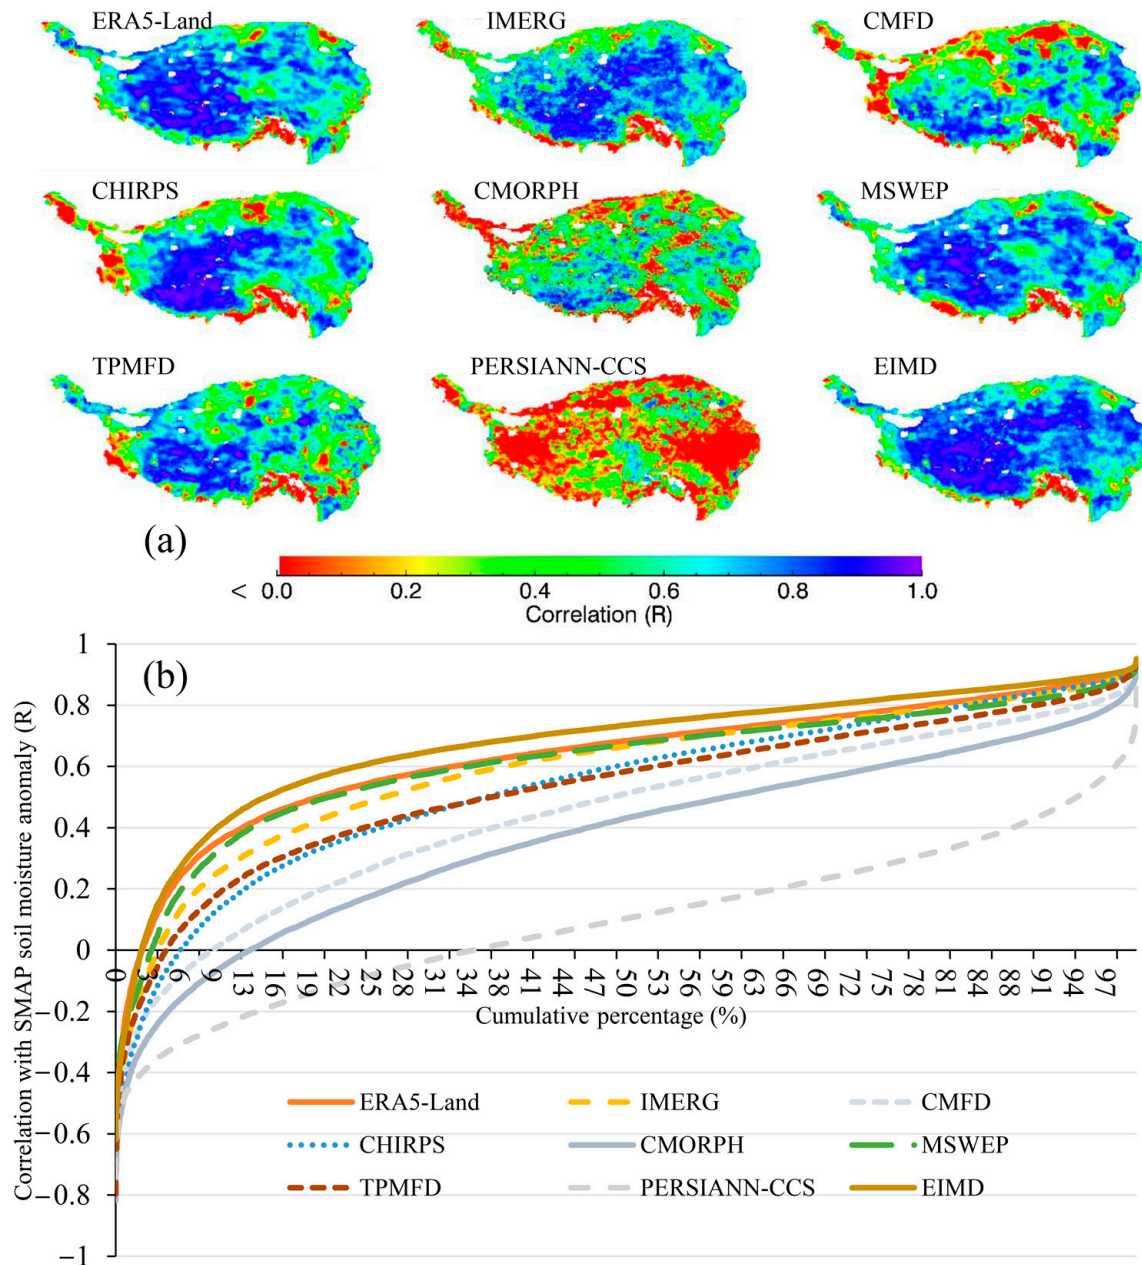 ERA5-Land IMERG CMFD
CHIRPS CMORPH MSWEP
TPMFD PERSIANN-CCS EIMD
(a)
< 0.0 0.2 0.4 0.6 0.8 1.0
Correlation (R)
(b)
Correlation with SMAP soil moisture anomaly (R)
1
0.8
0.6
0.4
0.2
0
−0.2
−0.4
−0.6
−0.8
−1
0 3 6 9 13 16 19 22 25 28 31 34 38 41 44 47 50 53 56 59 63 66 69 72 75 78 81 84 88 91 94 97
Cumulative percentage (%)
ERA5-Land IMERG CMFD
CHIRPS CMORPH MSWEP
TPMFD PERSIANN-CCS EIMD